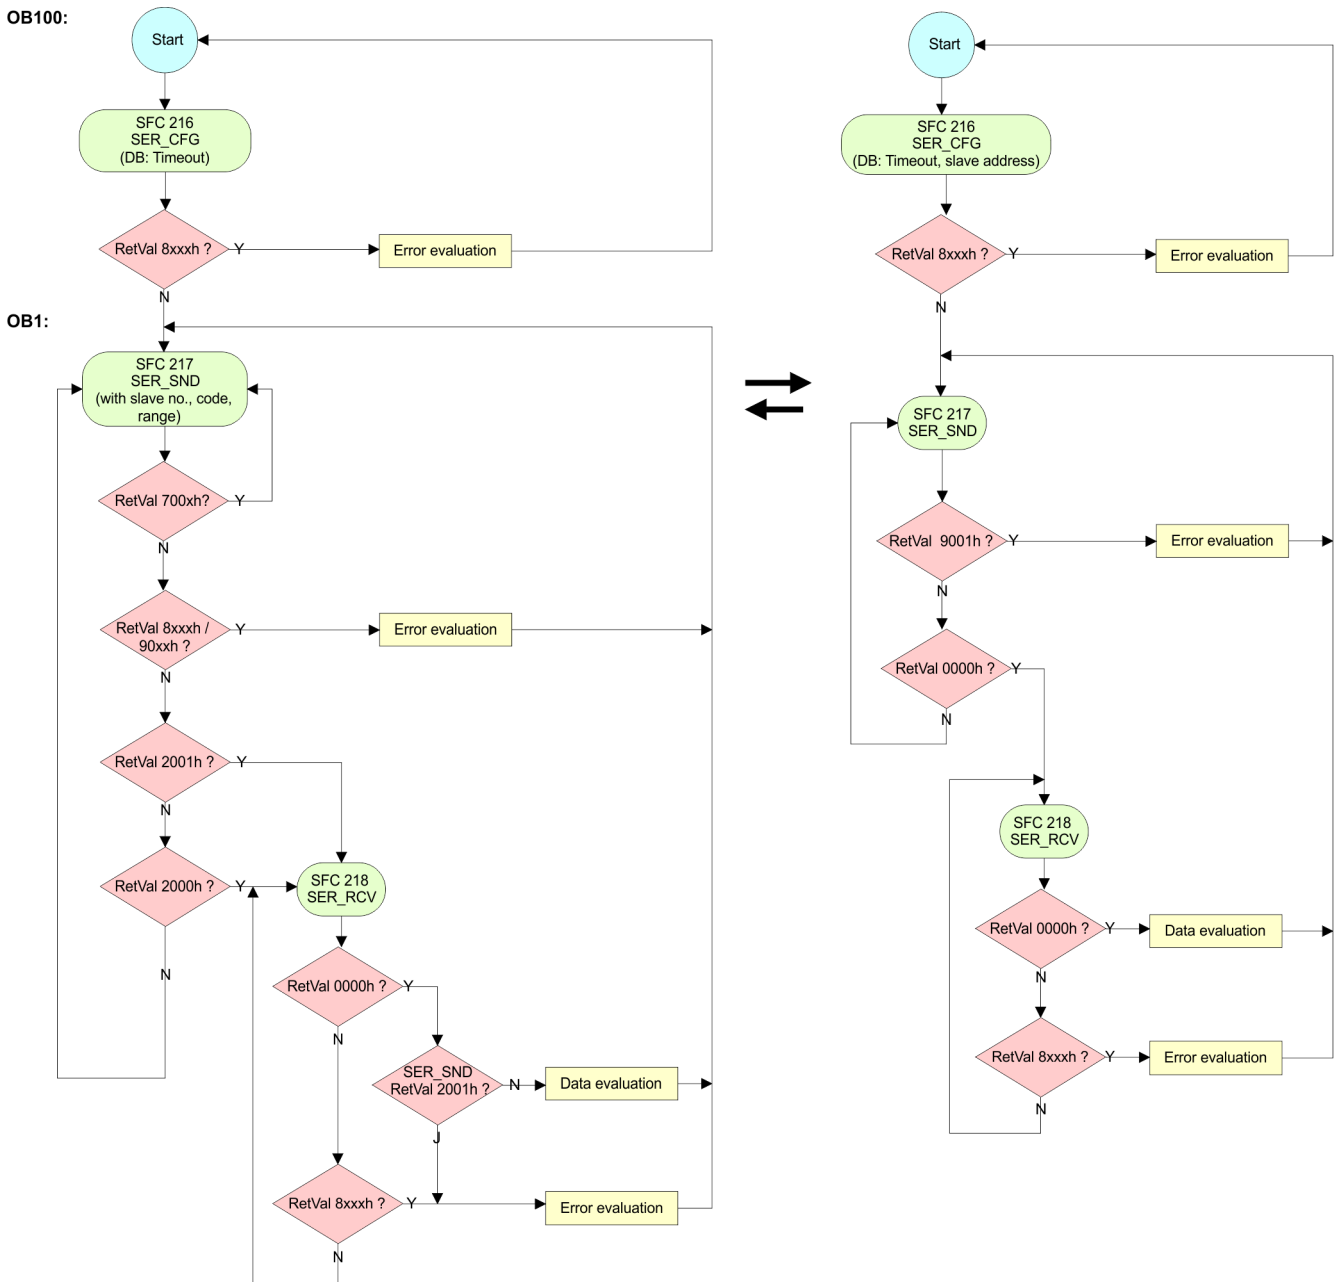 OB100:
Start
SFC 216
SER_CFG
(DB: Timeout)
RetVal 8xxxh ?
Y
Error evaluation
N
OB1:
SFC 217
SER_SND
(with slave no., code,
range)
RetVal 700xh?
Y
N
RetVal 8xxxh /
90xxh ?
Y
Error evaluation
N
RetVal 2001h ?
Y
N
RetVal 2000h ?
Y
N
SFC 218
SER_RCV
RetVal 0000h ?
Y
N
SER_SND
RetVal 2001h ?
N
Data evaluation
J
RetVal 8xxxh ?
Y
Error evaluation
N
Start
SFC 216
SER_CFG
(DB: Timeout, slave address)
RetVal 8xxxh ?
Y
Error evaluation
N
SFC 217
SER_SND
RetVal  9001h ?
Y
Error evaluation
N
RetVal 0000h ?
Y
N
SFC 218
SER_RCV
RetVal 0000h ?
Y
Data evaluation
N
RetVal 8xxxh ?
Y
Error evaluation
N